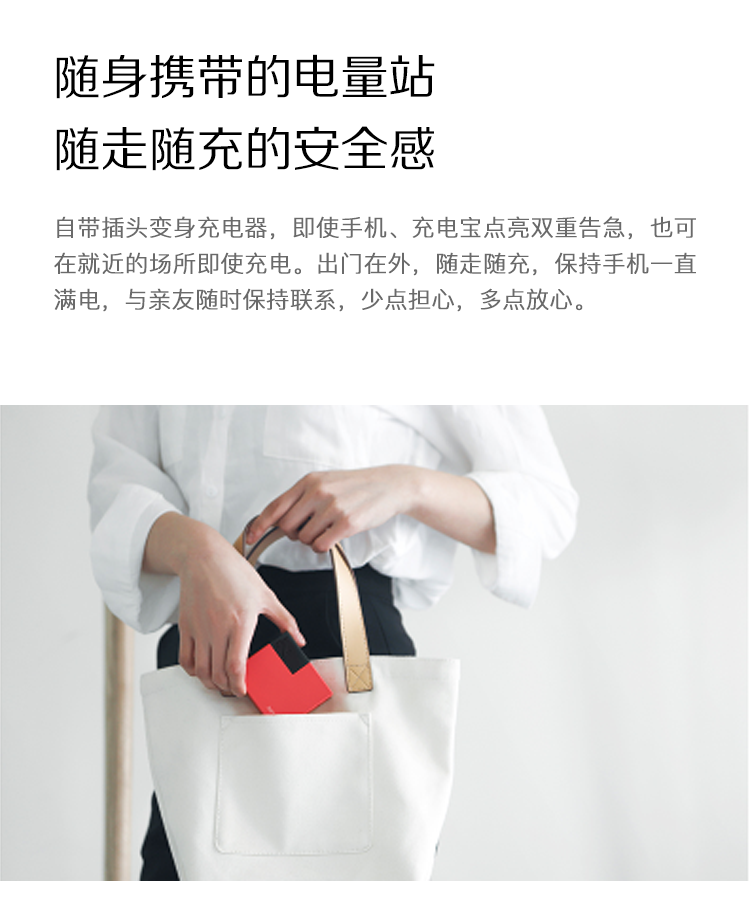 随身携带的电量站
随走随充的安全感
自带插头变身充电器，即使手机、充电宝点亮双重告急，也可
在就近的场所即使充电。出门在外，随走随充，保持手机一直
满电，与亲友随时保持联系，少点担心，多点放心。